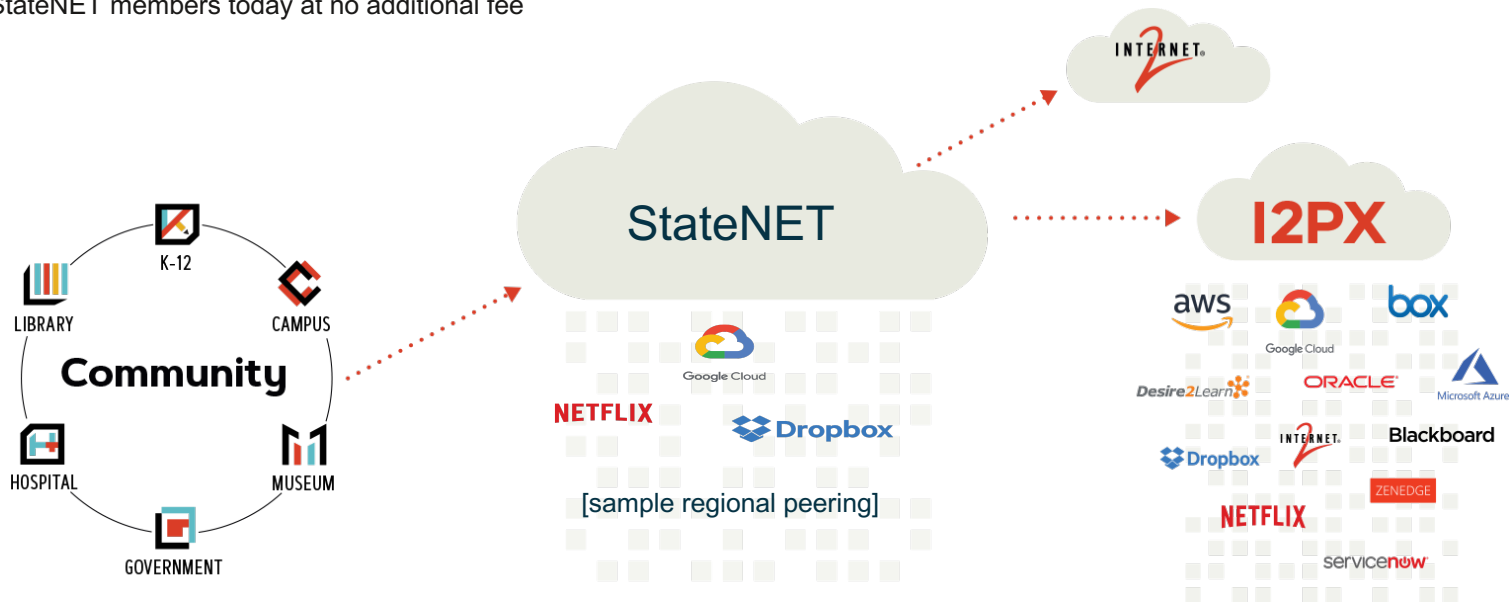 StateNET members today at no additional fee
INTERNET®
2
StateNET
I2PX
K-12
LIBRARY
CAMPUS
Community
HOSPITAL
MUSEUM
GOVERNMENT
Google Cloud
NETFLIX
Dropbox
[sample regional peering]
aws
Google Cloud
box
Desire2Learn
ORACLE®
Microsoft Azure
Dropbox
INTERNET®
2
Blackboard
ZENEDGE
NETFLIX
servicenow